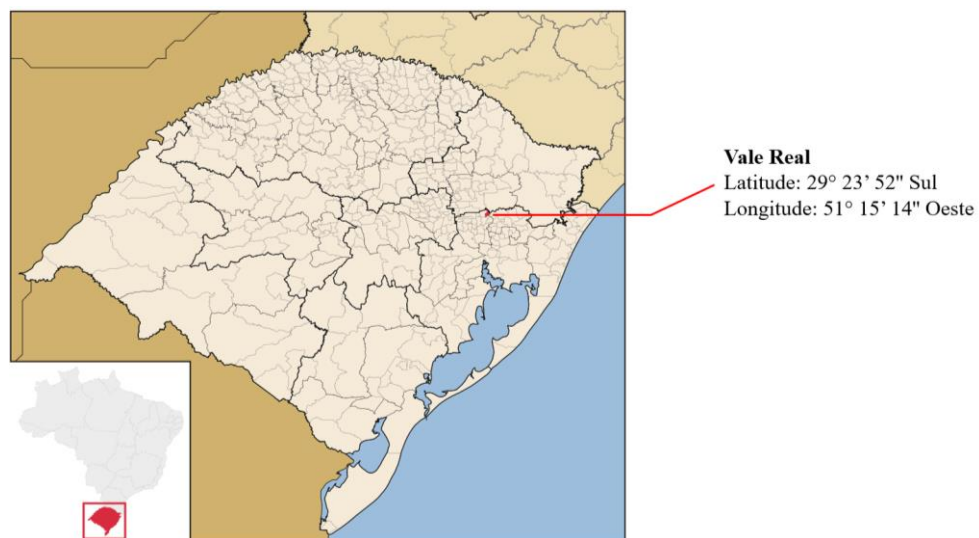 Vale Real
Latitude: 29° 23’ 52" Sul
Longitude: 51° 15’ 14" Oeste